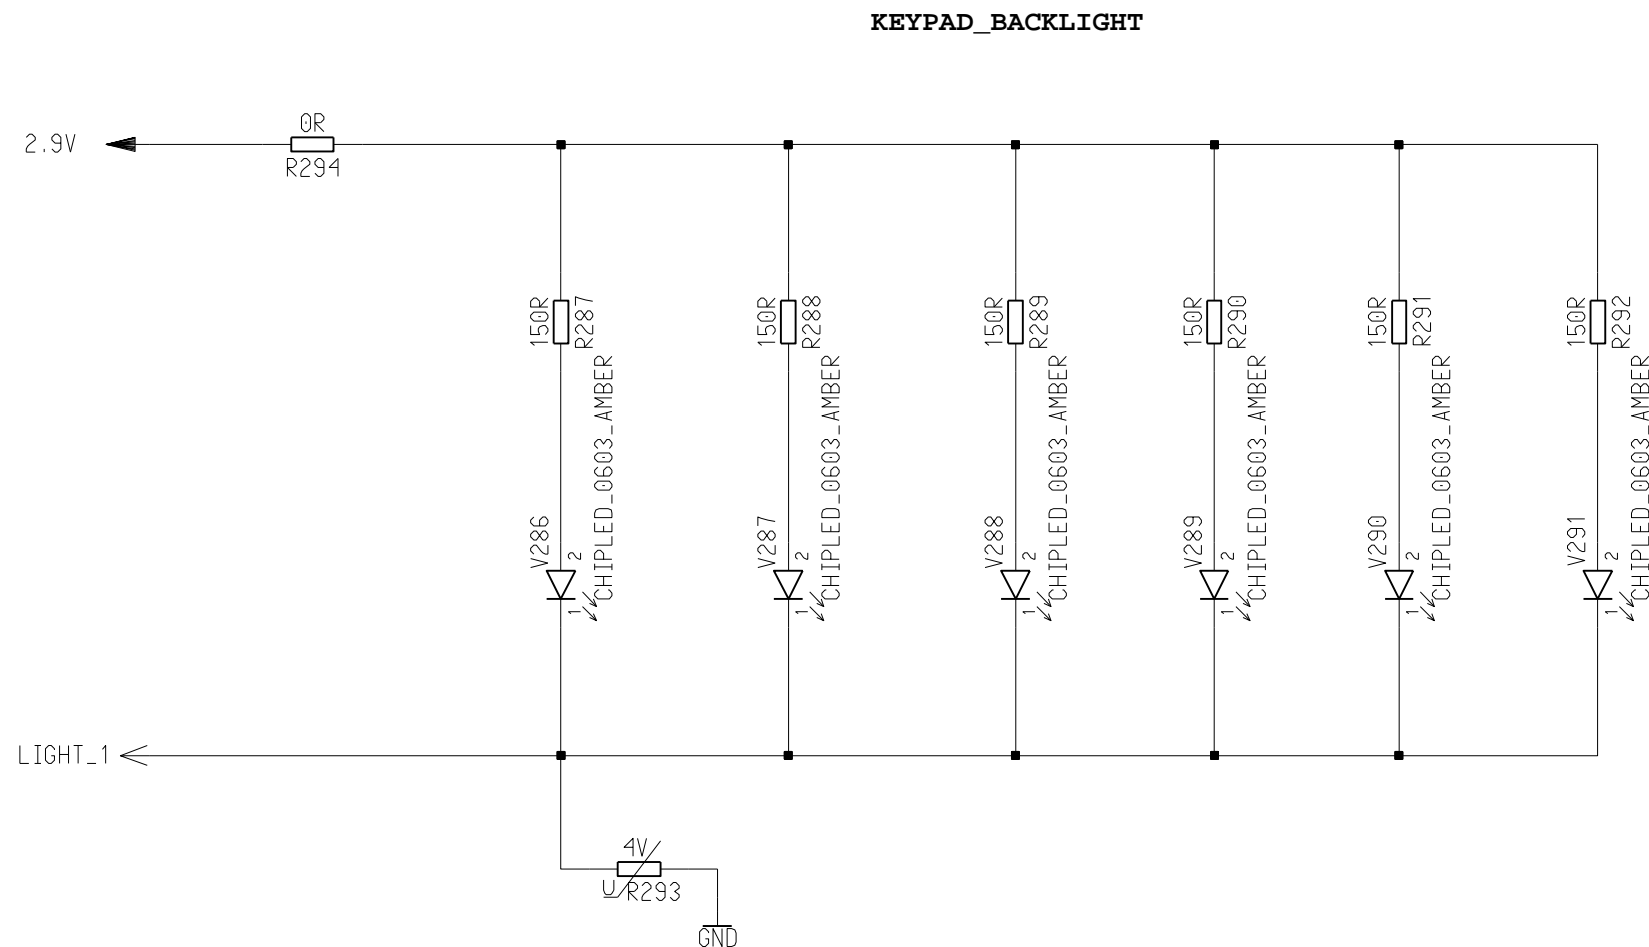 KEYPAD_BACKLIGHT
0R
2.9V
R294
150R
R287
150R
R288
150R
R289
150R
R290
150R
R291
150R
R292
CHIPLED_0603_AMBER
CHIPLED_0603_AMBER
CHIPLED_0603_AMBER
CHIPLED_0603_AMBER
CHIPLED_0603_AMBER
CHIPLED_0603_AMBER
V286
2
1
V287
2
1
V288
2
1
V289
2
1
V290
2
1
V291
2
1
LIGHT_1
4V
U
R293
GND